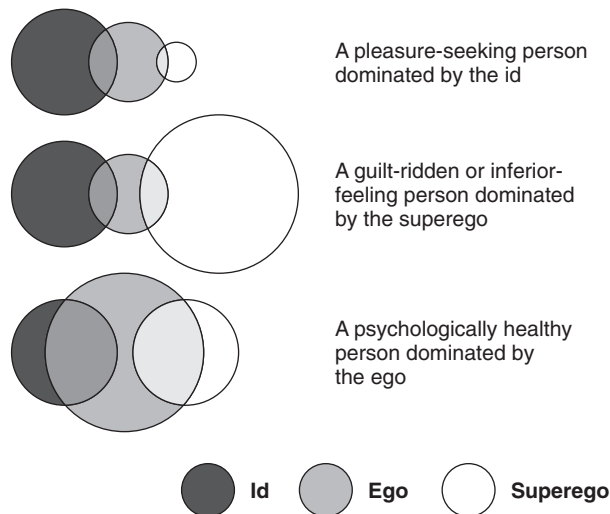 A pleasure-seeking person
dominated by the id
A guilt-ridden or inferior-
feeling person dominated
by the superego
A psychologically healthy
person dominated by
the ego
Id Ego Superego